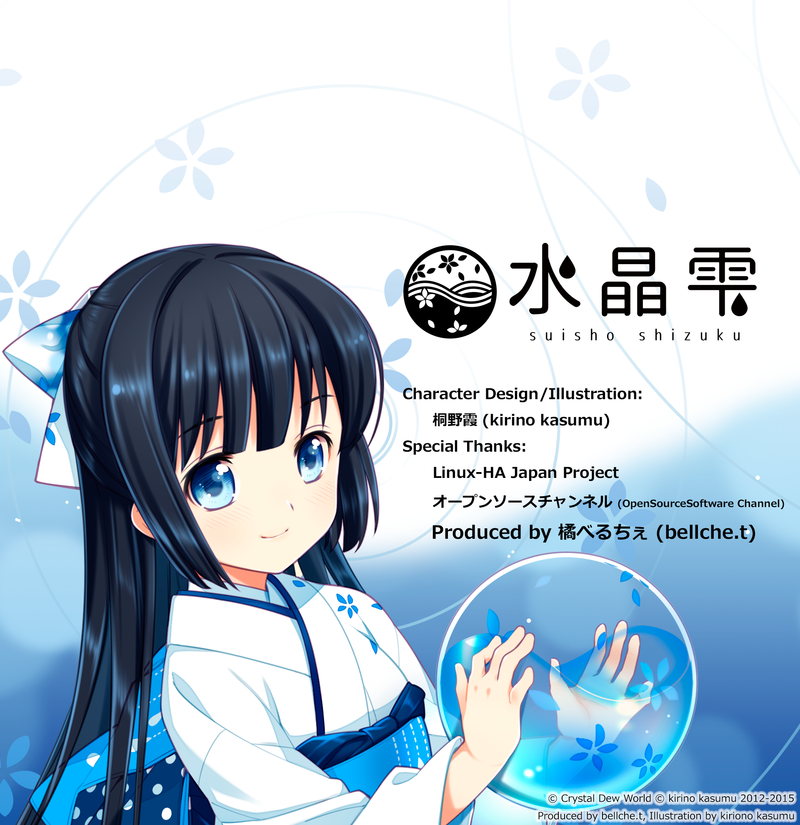 水晶雫
suisho shizuku
Character Design/Illustration:
桐野霞 (kirino kasumu)
Special Thanks:
Linux-HA Japan Project
オープンソースチャンネル (OpenSourceSoftware Channel)
Produced by 橘べるちぇ (bellche.t)
© Crystal Dew World © kirino kasumu 2012-2015
Produced by bellche.t, Illustration by kiriono kasumu